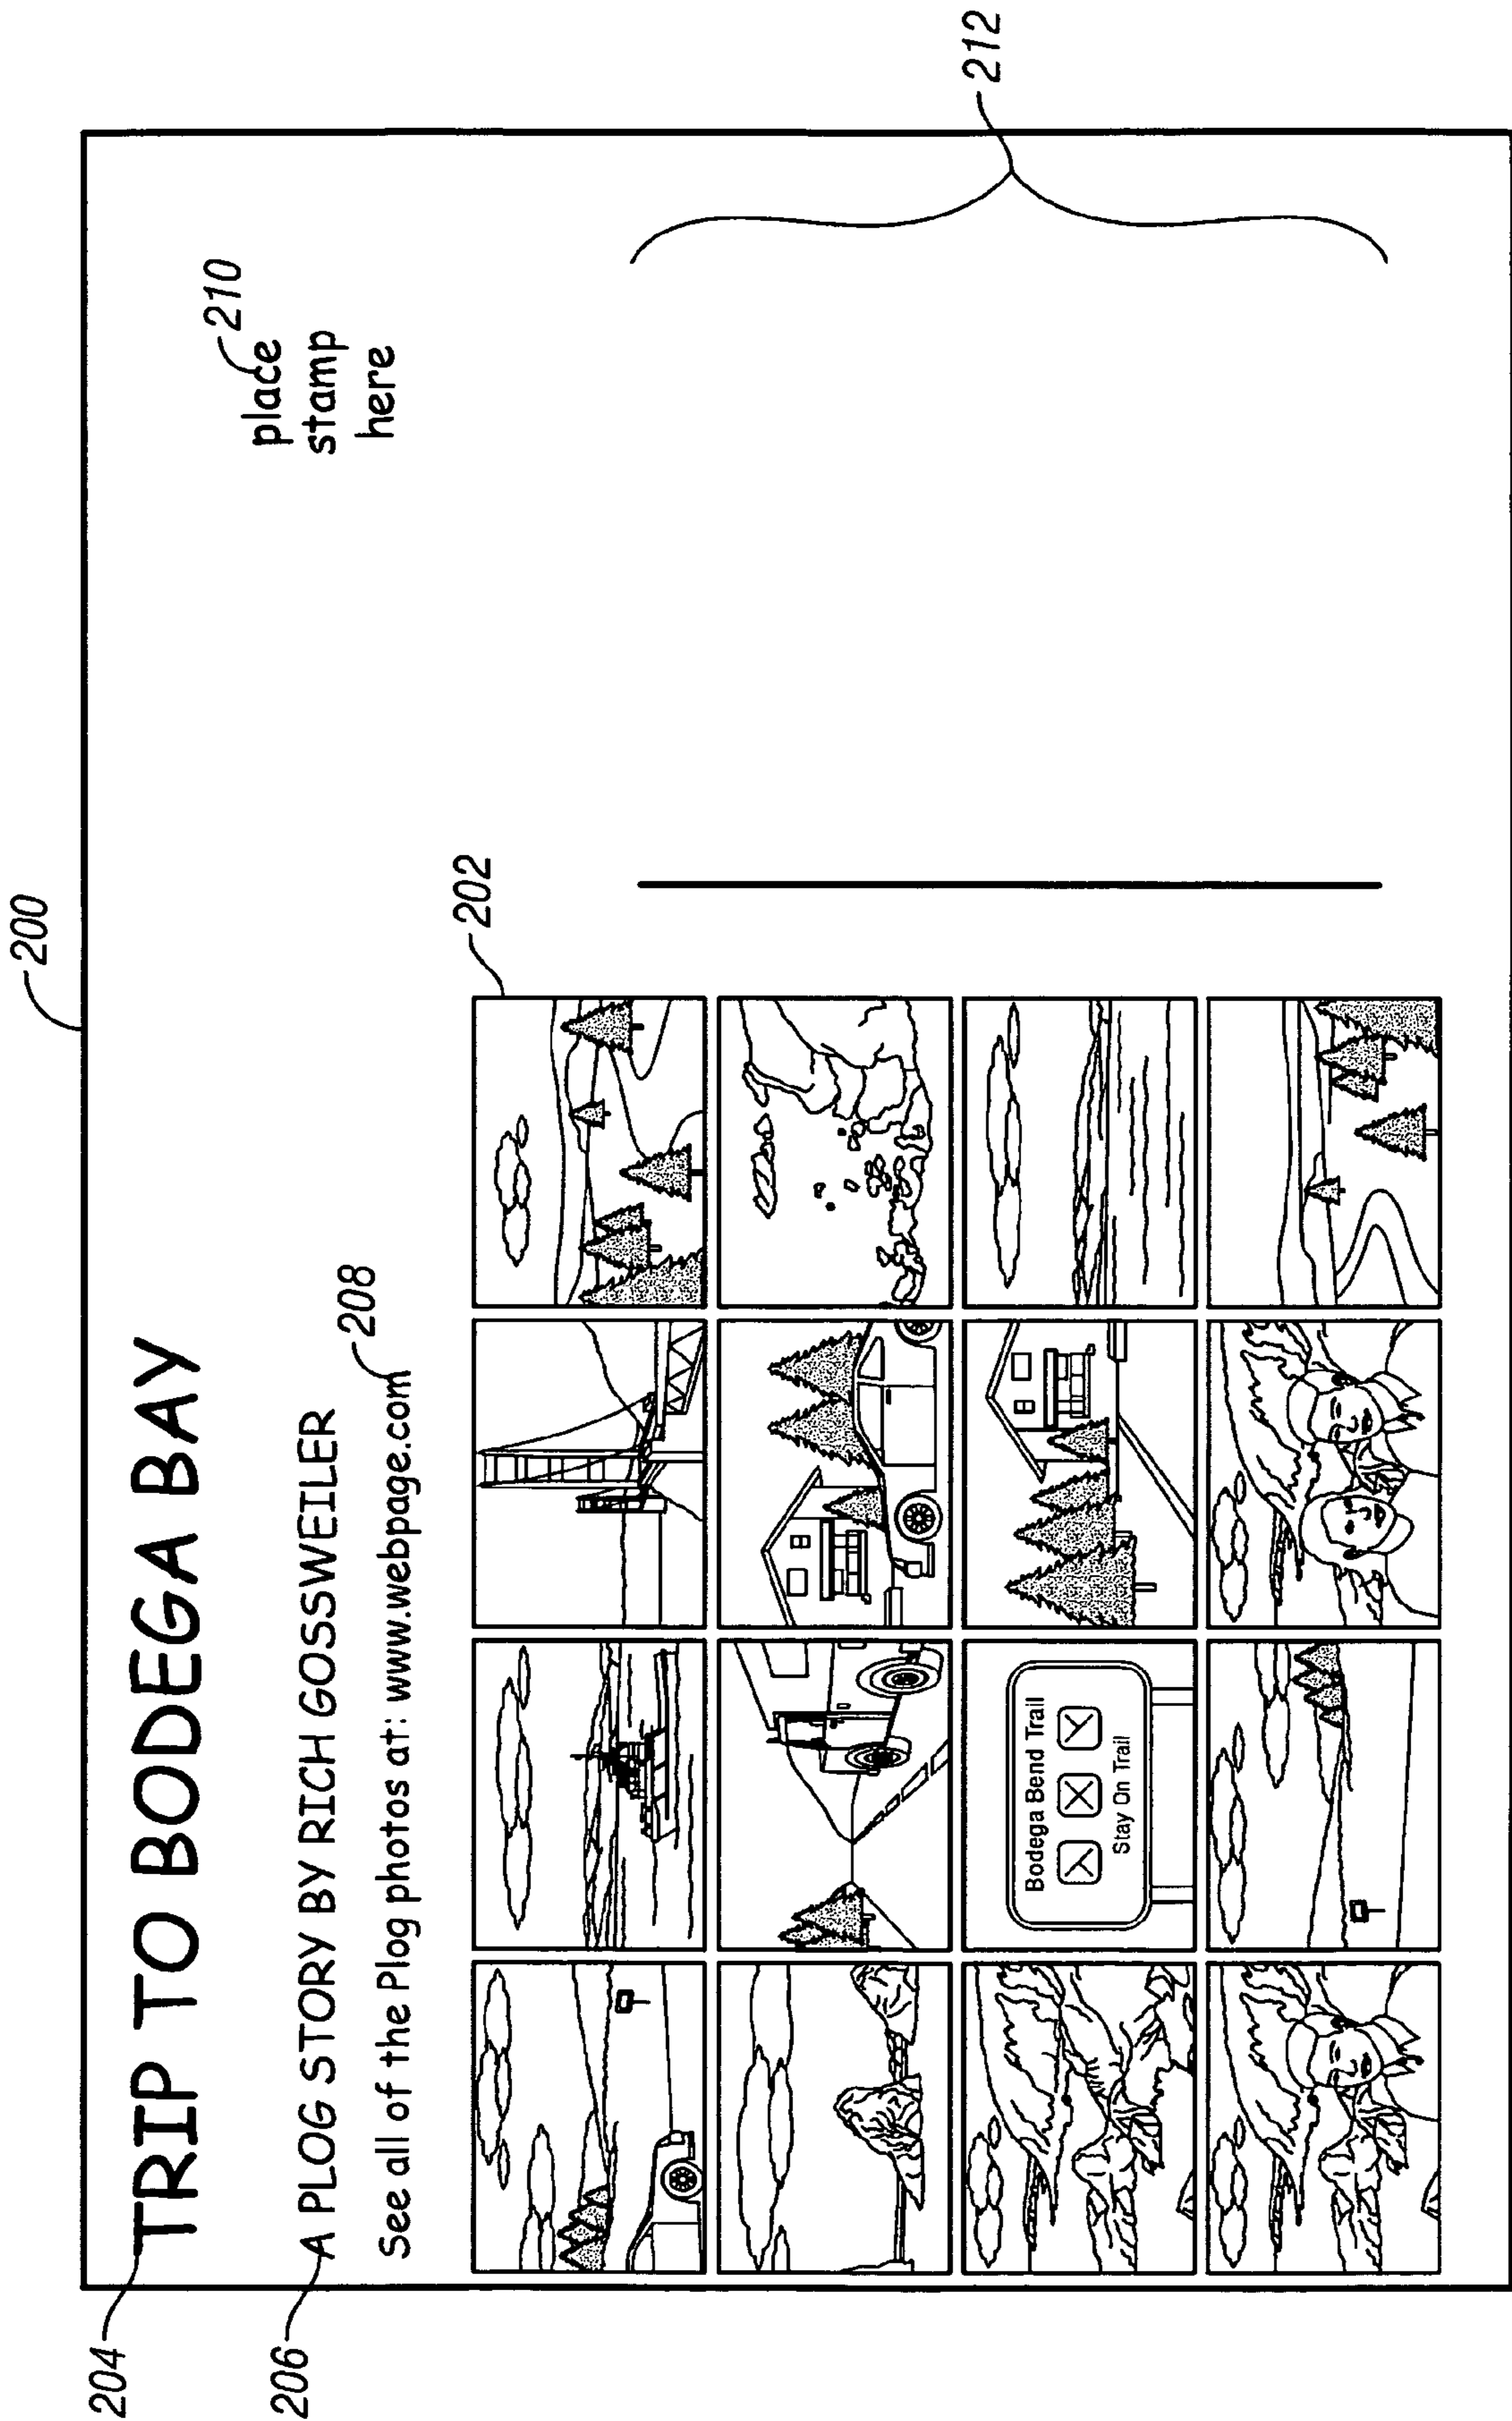 200
204
TRIP TO BODEGA BAY
206
A PLOG STORY BY RICH GOSSWEILER
See all of the Plog photos at: www.webpage.com
208
210
place
stamp
here
202
212
Bodega Bend Trail
Stay On Trail